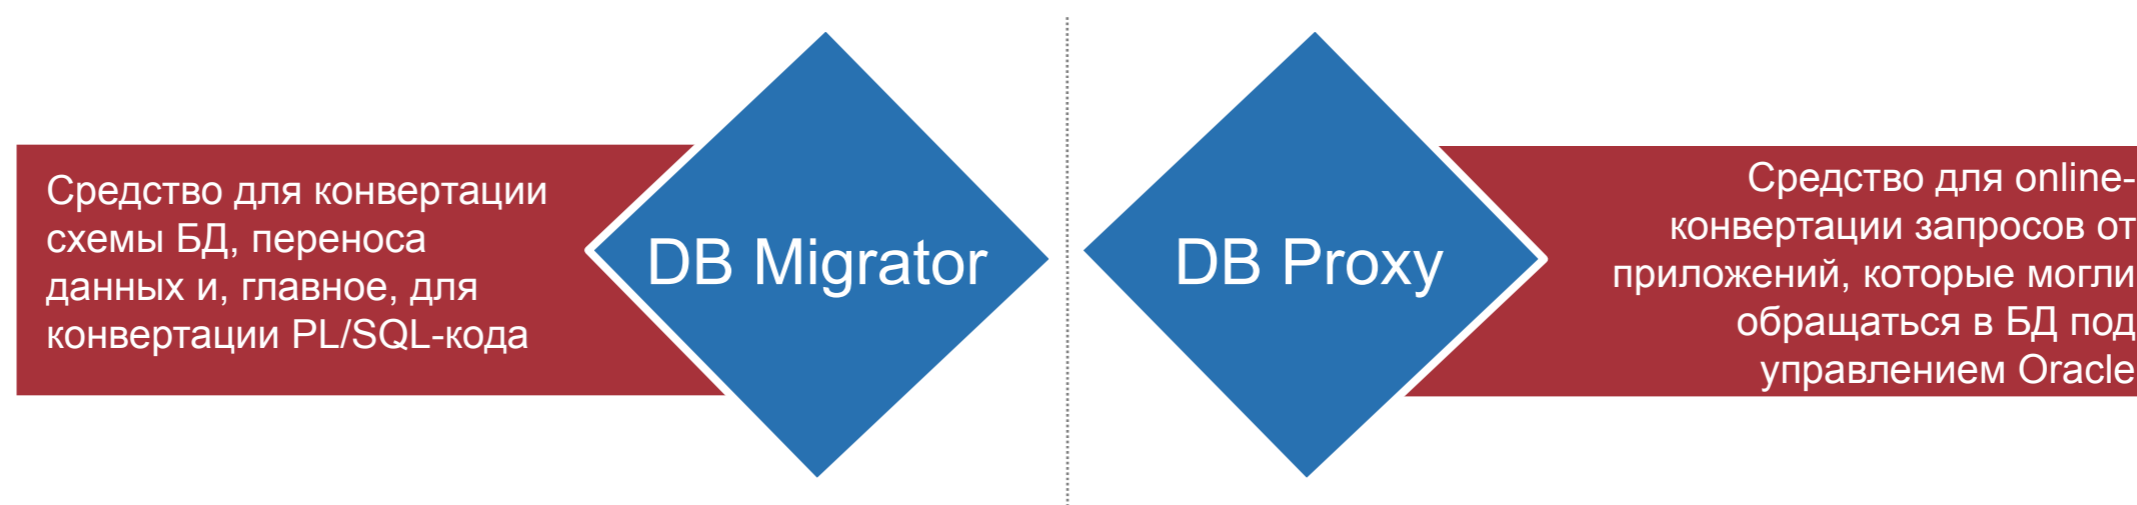 Средство для конвертации
схемы БД, переноса
данных и, главное, для
конвертации PL/SQL-кода
DB Migrator
DB Proxy
Средство для online-
конвертации запросов от
приложений, которые могли
обращаться в БД под
управлением Oracle